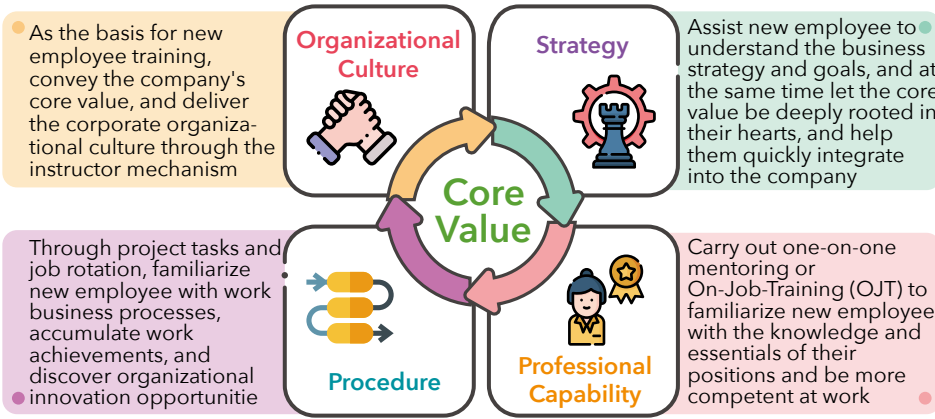 As the basis for new
employee training,
convey the company's
core value, and deliver
the corporate organiza-
tional culture through the
instructor mechanism
Organizational
Culture
Strategy
Assist new employee to
understand the business
strategy and goals, and at
the same time let the core
value be deeply rooted in
their hearts, and help
them quickly integrate
into the company
Core
Value
Through project tasks and
job rotation, familiarize
new employee with work
business processes,
accumulate work
achievements, and
discover organizational
innovation opportunitie
Procedure
Professional
Capability
Carry out one-on-one
mentoring or
On-Job-Training (OJT) to
familiarize new employee
with the knowledge and
essentials of their
positions and be more
competent at work